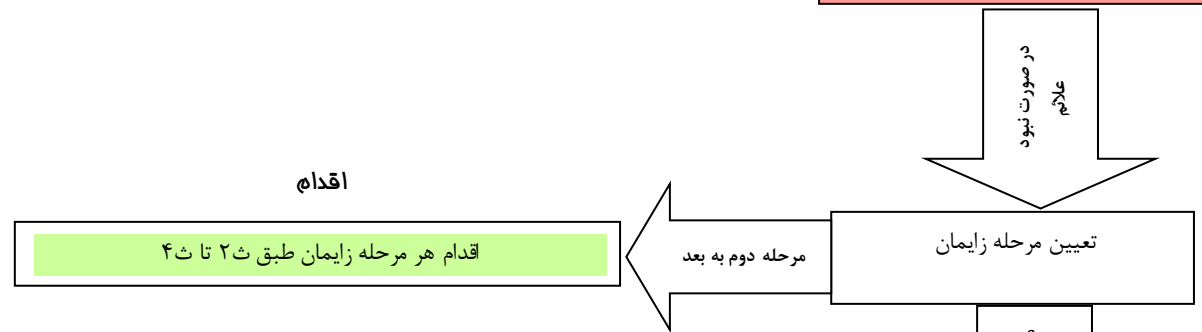 در صورت نبود
علائم
اقدام
تعیین مرحله زایمان
مرحله دوم به بعد
اقدام هر مرحله زایمان طبق ث۲ تا ث۴